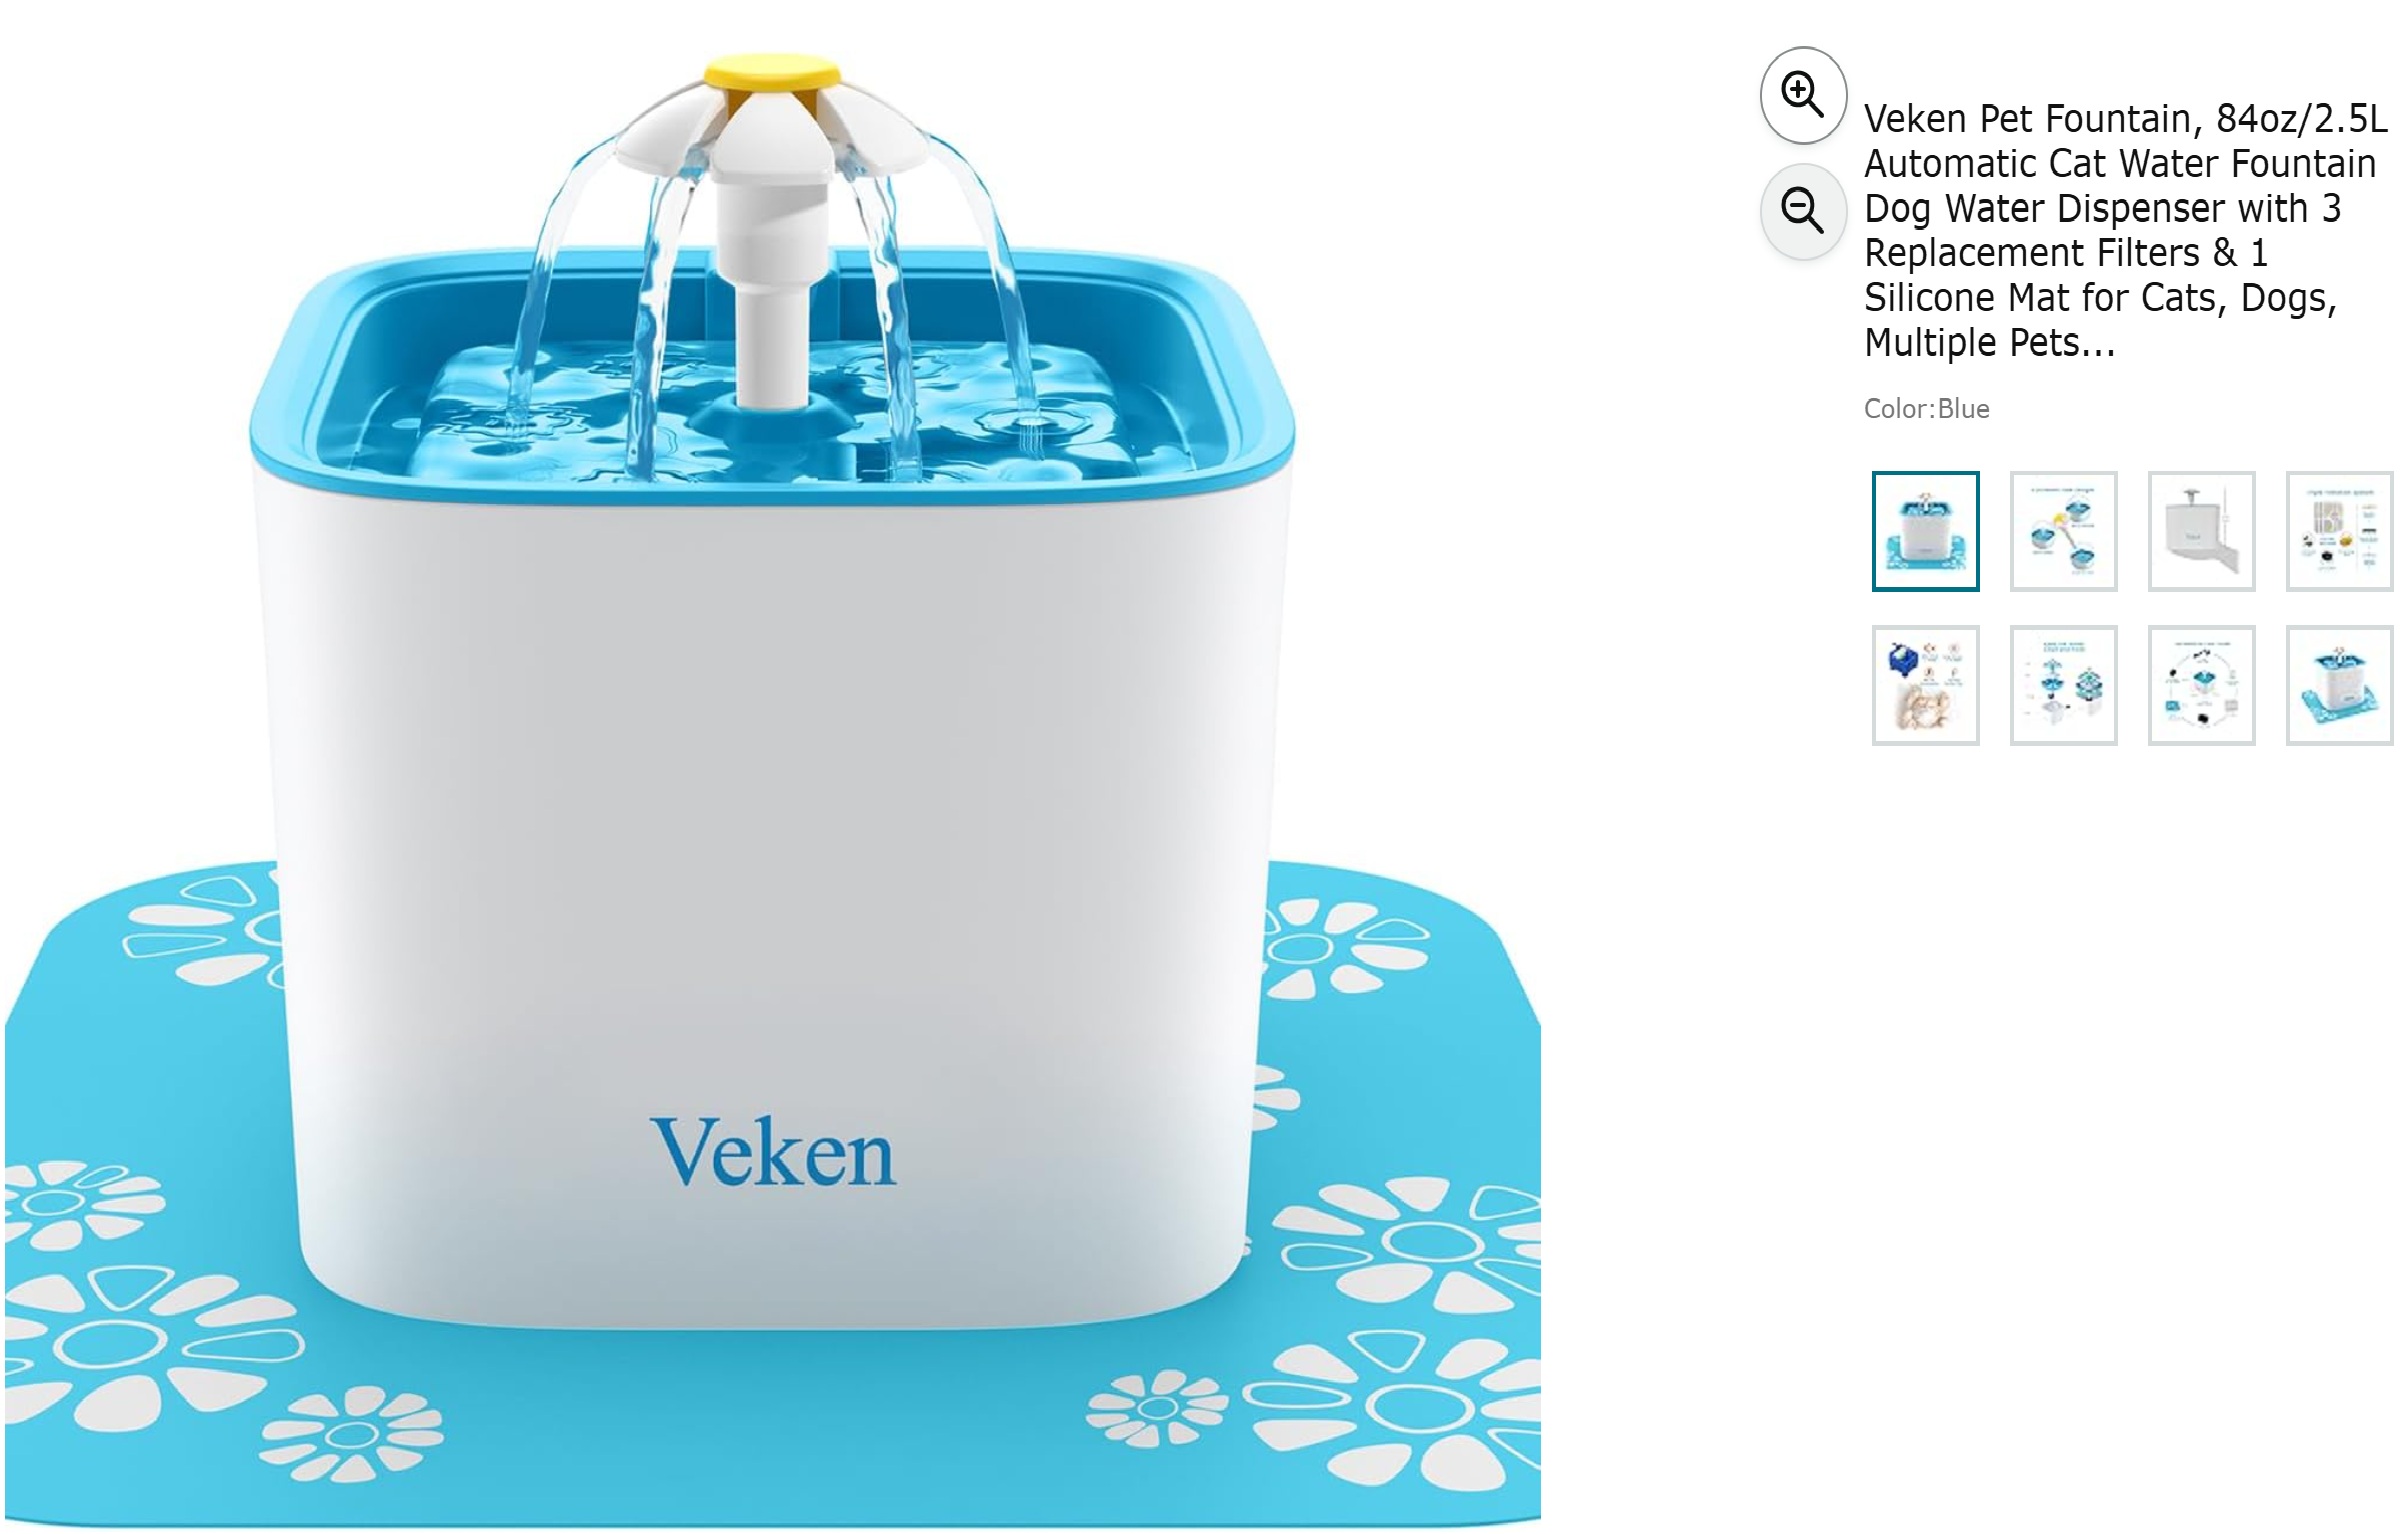 Veken Pet Fountain, 84oz/2.5L
Automatic Cat Water Fountain
Dog Water Dispenser with 3
Replacement Filters & 1
Silicone Mat for Cats, Dogs,
Multiple Pets...
Color:Blue
Veken